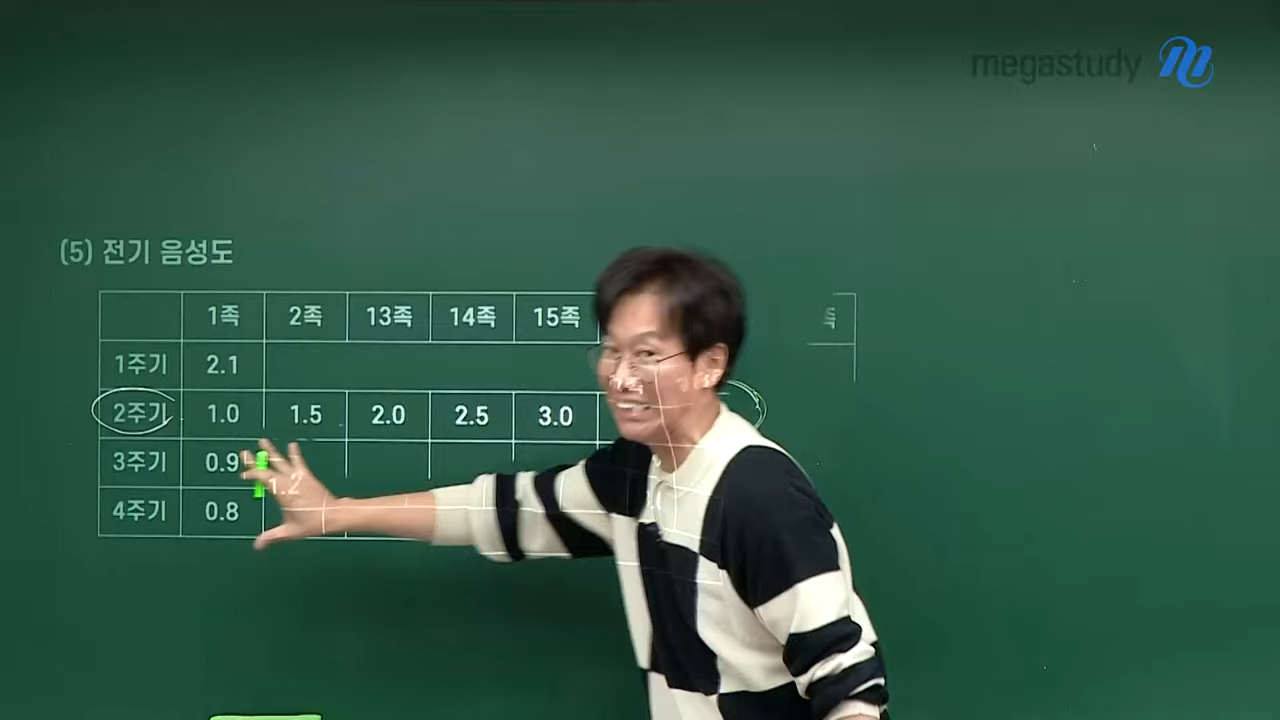 megastudy
(5) 전기 음성도
1족 2족 13족 14족 15족
1주기 2.1
2주기 1.0 1.5 2.0 2.5 3.0
3주기 0.9 1.2
4주기 0.8